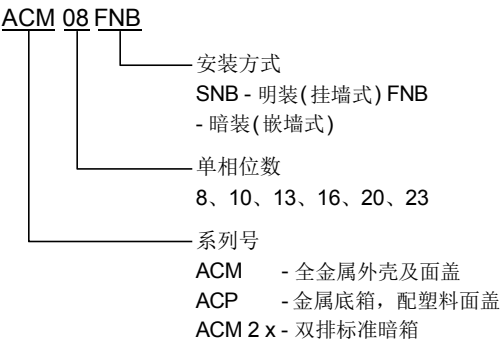 ACM 08 FNB
安装方式
SNB - 明装(挂墙式) FNB
- 暗装(嵌墙式)
单相位数
8、10、13、16、20、23
系列号
ACM - 全金属外壳及面盖
ACP - 金属底箱，配塑料面盖
ACM 2 x - 双排标准暗箱